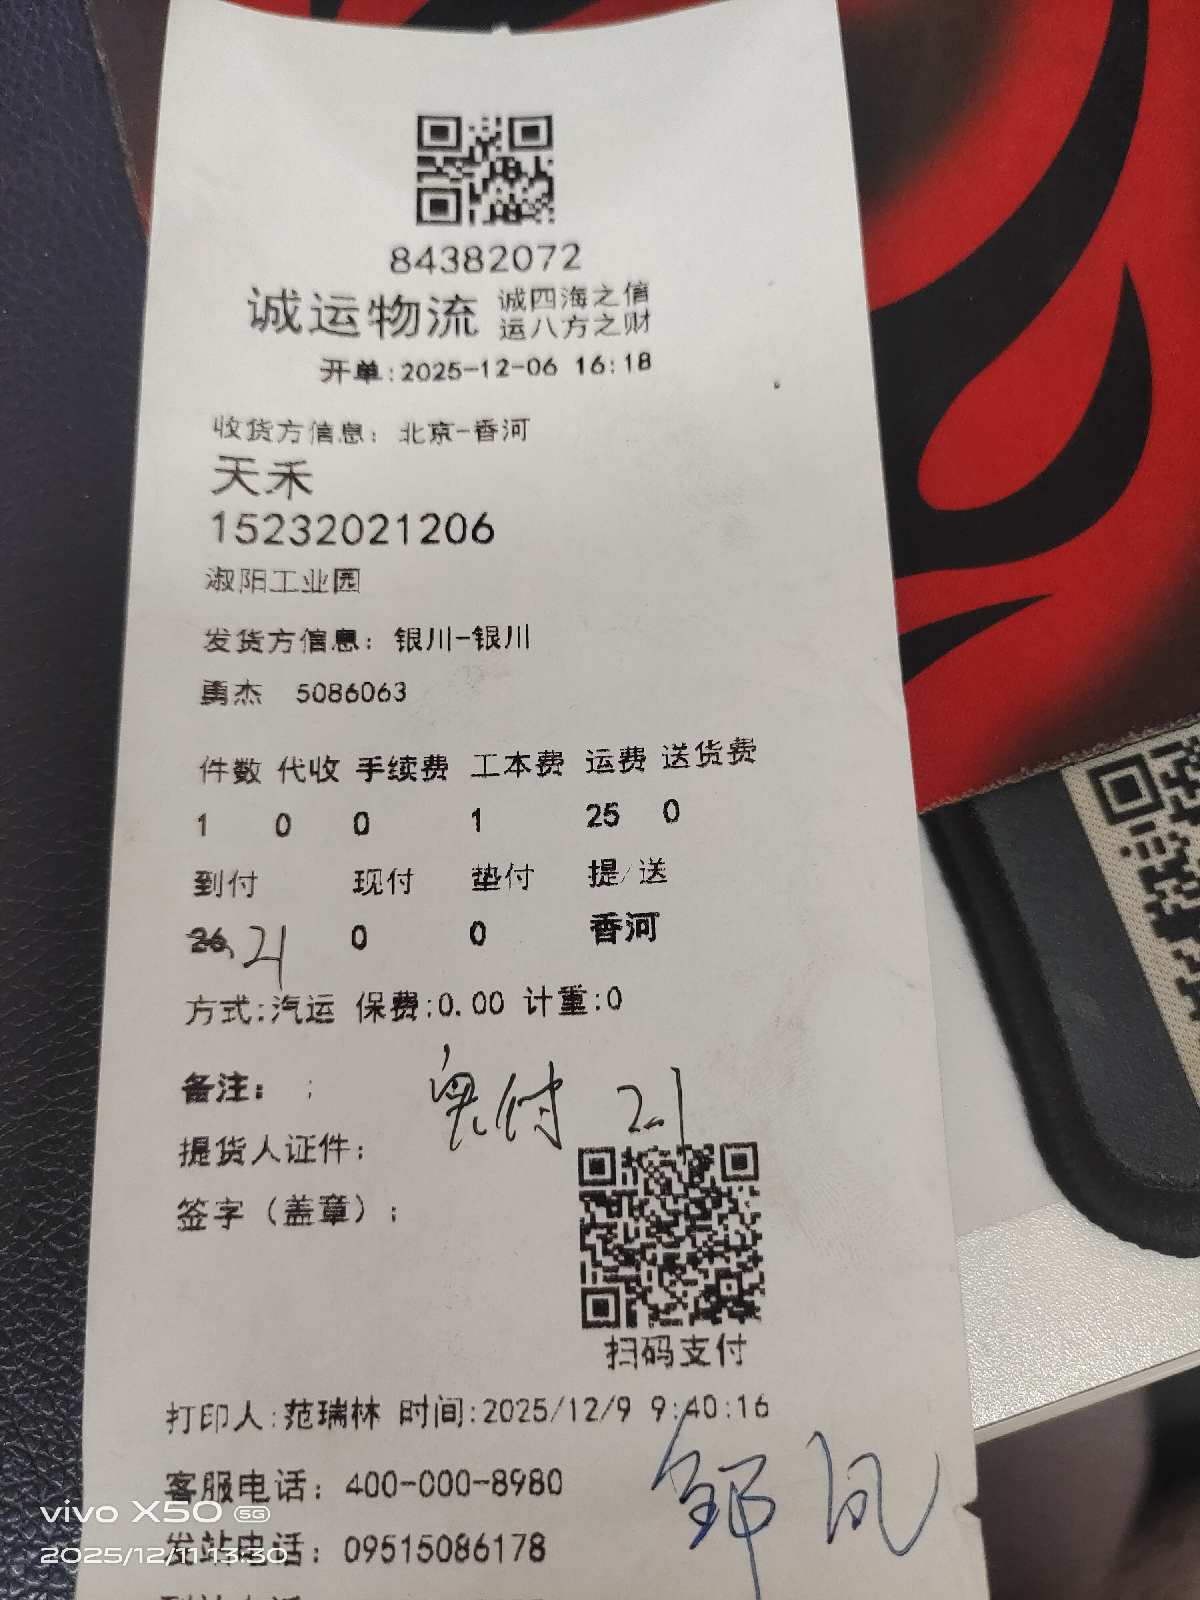 84382072
诚运物流 诚四海之信
运八方之财
开单:2025-12-06 16:18
收货方信息: 北京-香河
天禾
15232021206
淑阳工业园
发货方信息: 银川-银川
勇杰 5086063
件数 代收 手续费 工本费 运费 送货费
1 0 0 1 25 0
到付 现付 垫付 提/送
26 21 0 0 香河
方式:汽运 保费:0.00 计重:0
备注: ;
付 21
提货人证件:
签字（盖章）:
扫码支付
打印人:范瑞林 时间:2025/12/9 9:40:16
客服电话: 400-000-8980
发站电话: 09515086178
vivo X50 5G
2025/12/11 13:30